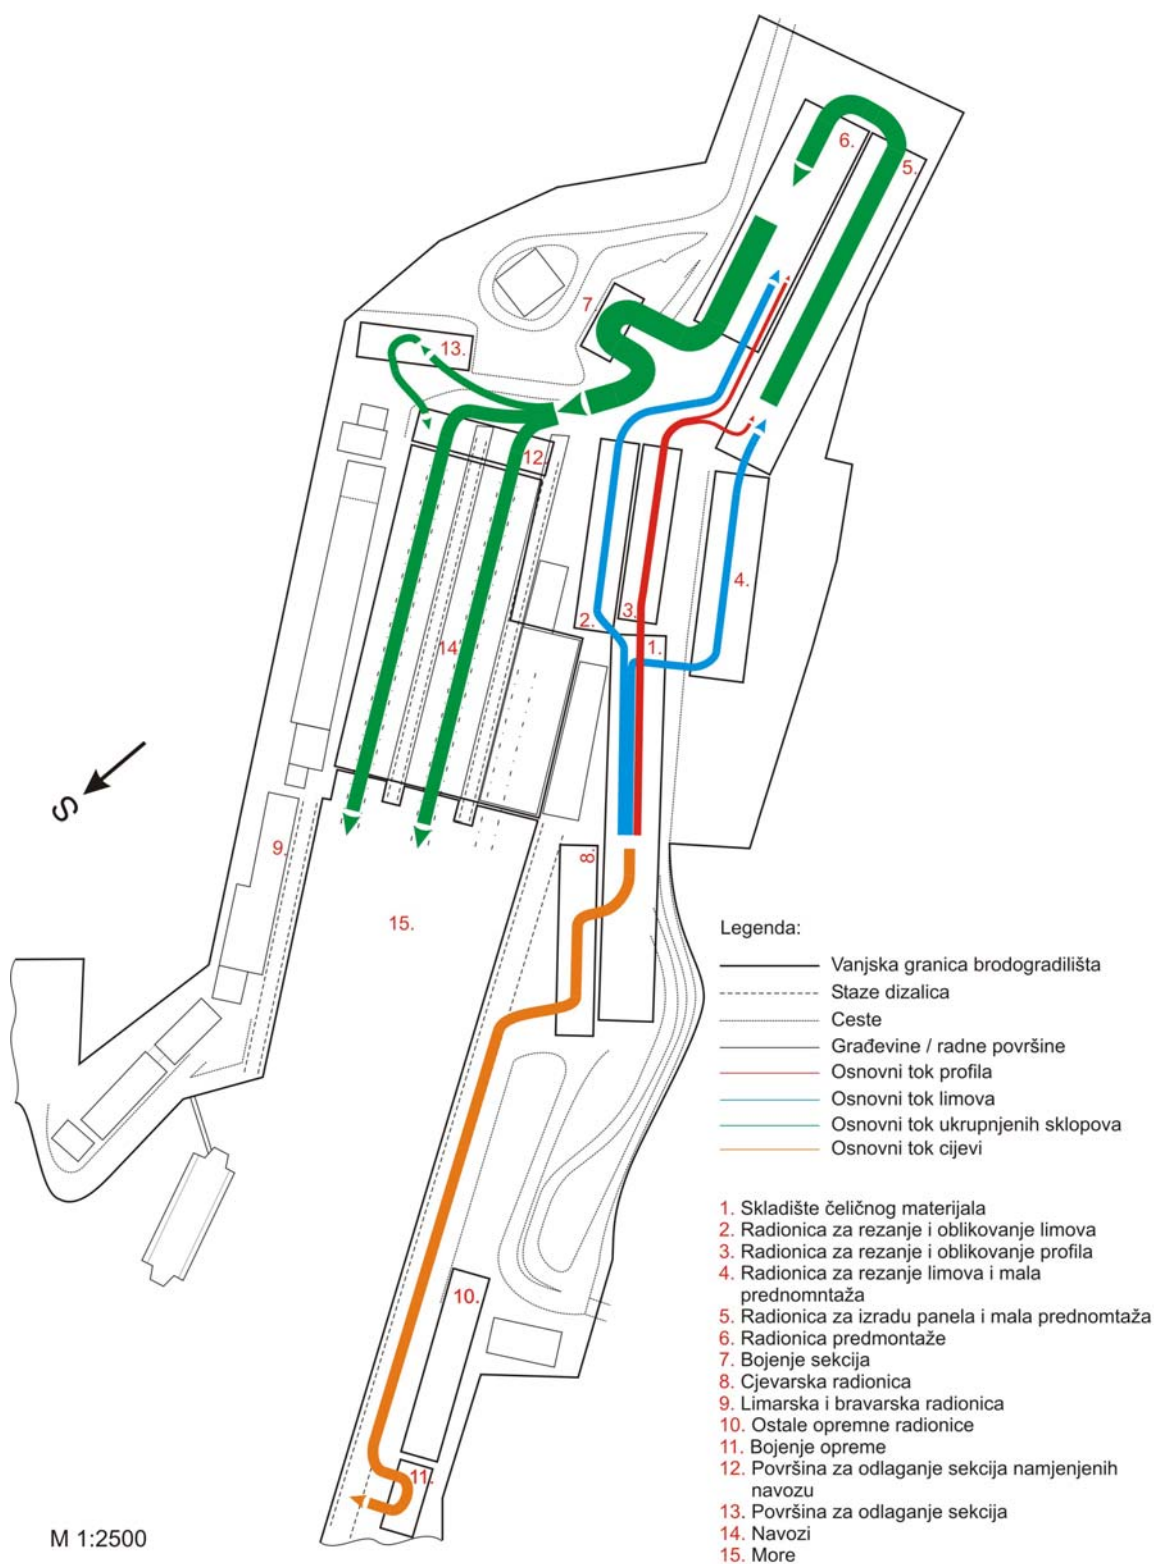 6.
5.
7.
13.
12.
4.
3.
2.
1.
14.
S
9.
8.
15.
10.
11.
M 1:2500
Legenda:
Vanjska granica brodogradilišta
Staze dizalica
Ceste
Građevine / radne površine
Osnovni tok profila
Osnovni tok limova
Osnovni tok ukrupnjenih sklopova
Osnovni tok cijevi
1. Skladište čeličnog materijala
2. Radionica za rezanje i oblikovanje limova
3. Radionica za rezanje i oblikovanje profila
4. Radionica za rezanje limova i mala
prednomntaža
5. Radionica za izradu panela i mala prednomtaža
6. Radionica predmontaže
7. Bojenje sekcija
8. Cjevarska radionica
9. Limarska i bravarska radionica
10. Ostale opremne radionice
11. Bojenje opreme
12. Površina za odlaganje sekcija namjenjenih
navozu
13. Površina za odlaganje sekcija
14. Navozi
15. More